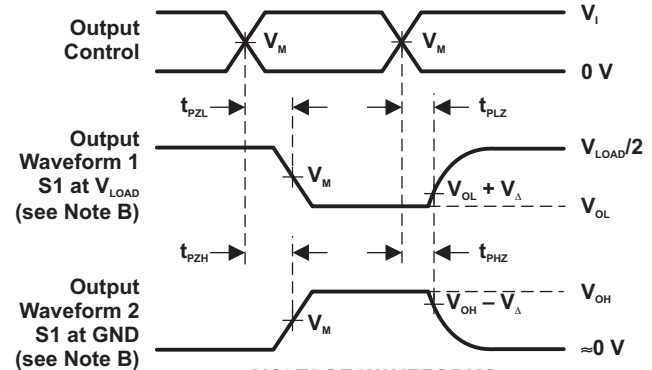 Output
Control
V_M
V_M
V_I
0 V
t_PZL
t_PLZ
Output
Waveform 1
S1 at V_LOAD
(see Note B)
V_M
V_OL + V_Δ
V_LOAD/2
V_OL
t_PZH
t_PHZ
Output
Waveform 2
S1 at GND
(see Note B)
V_M
V_OH – V_Δ
V_OH
≈0 V